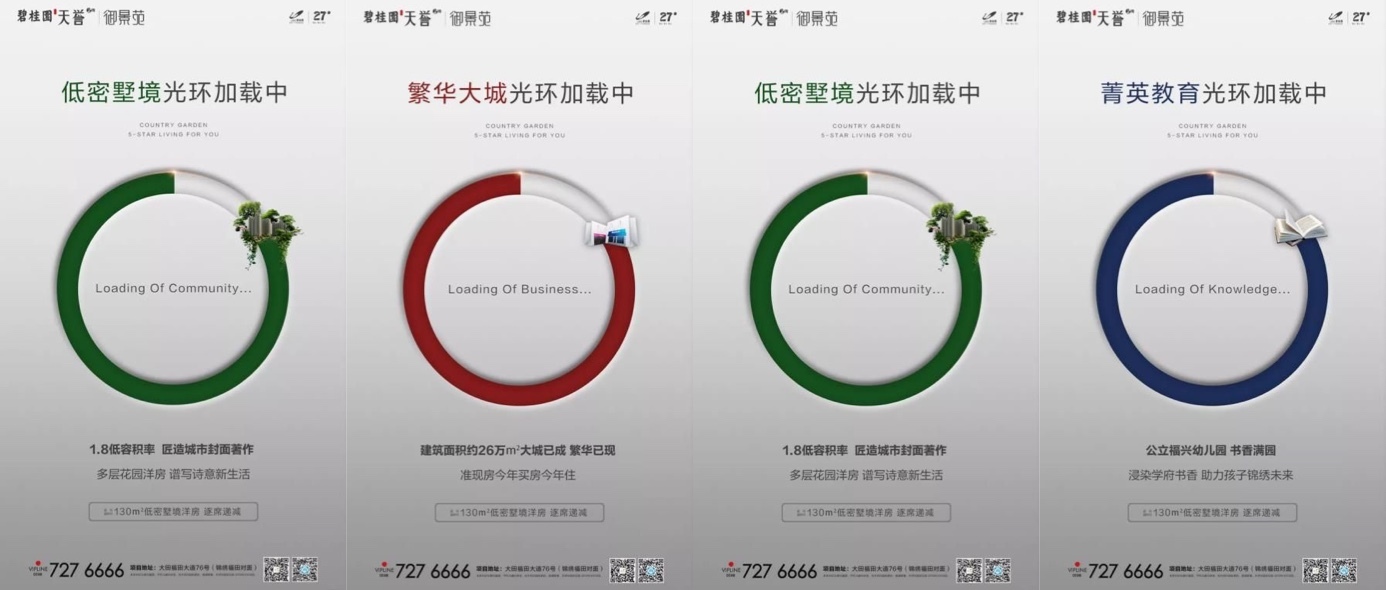 碧桂园 天誉 御景苑
27°
低密墅境光环加载中
COUNTRY GARDEN
5-STAR LIVING FOR YOU
Loading Of Community...
1.8低容积率 匠造城市封面著作
多层花园洋房 谱写诗意新生活
130m²低密墅境洋房 逐席递减
VIPLINE 727 6666
项目地址：大田福田大道76号（锦绣福田对面）
碧桂园 天誉 御景苑
27°
繁华大城光环加载中
COUNTRY GARDEN
5-STAR LIVING FOR YOU
Loading Of Business...
建筑面积约26万m²大城已成 繁华已现
准现房今年买房今年住
130m²低密墅境洋房 逐席递减
VIPLINE 727 6666
项目地址：大田福田大道76号（锦绣福田对面）
碧桂园 天誉 御景苑
27°
低密墅境光环加载中
COUNTRY GARDEN
5-STAR LIVING FOR YOU
Loading Of Community...
1.8低容积率 匠造城市封面著作
多层花园洋房 谱写诗意新生活
130m²低密墅境洋房 逐席递减
VIPLINE 727 6666
项目地址：大田福田大道76号（锦绣福田对面）
碧桂园 天誉 御景苑
27°
菁英教育光环加载中
COUNTRY GARDEN
5-STAR LIVING FOR YOU
Loading Of Knowledge...
公立福兴幼儿园 书香满园
浸染学府书香 助力孩子锦绣未来
130m²低密墅境洋房 逐席递减
VIPLINE 727 6666
项目地址：大田福田大道76号（锦绣福田对面）